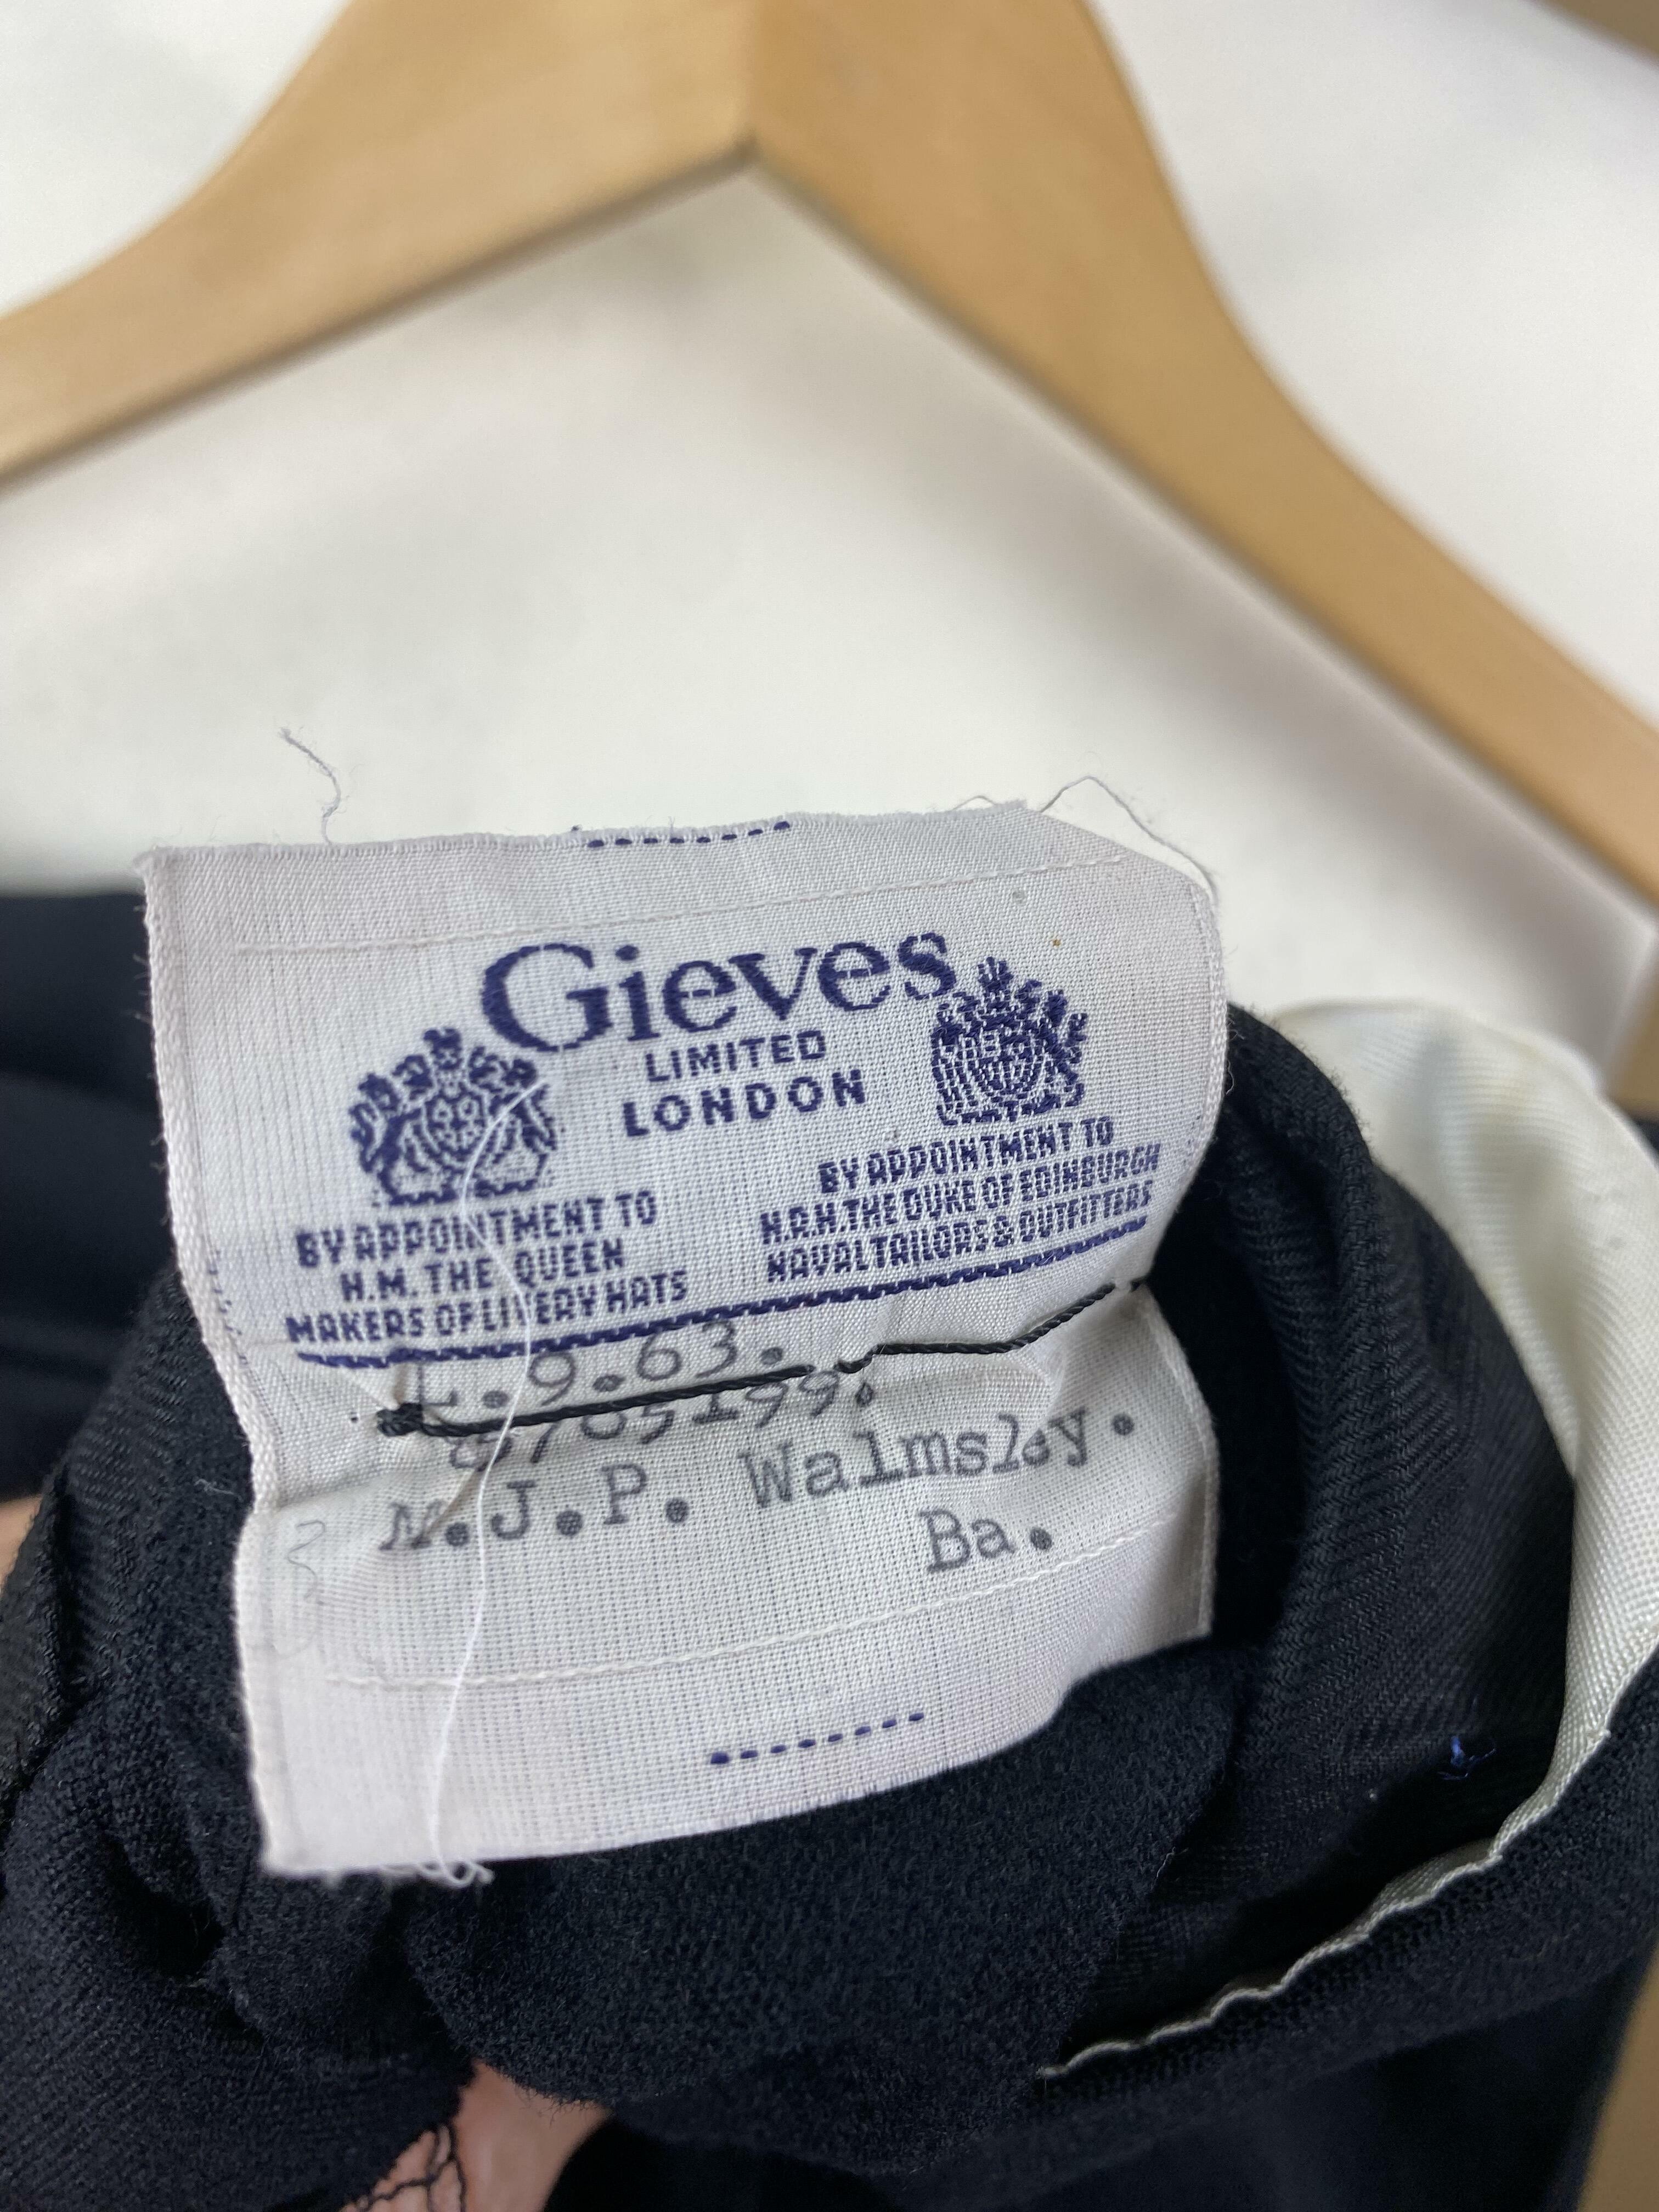 Gieves
LIMITED
LONDON
BY APPOINTMENT TO
H.M. THE QUEEN
MAKERS OF LIVERY HATS
BY APPOINTMENT TO
H.R.H. THE DUKE OF EDINBURGH
NAVAL TAILORS & OUTFITTERS
.9.63.
M.J.P. Walmsley.
Ba.